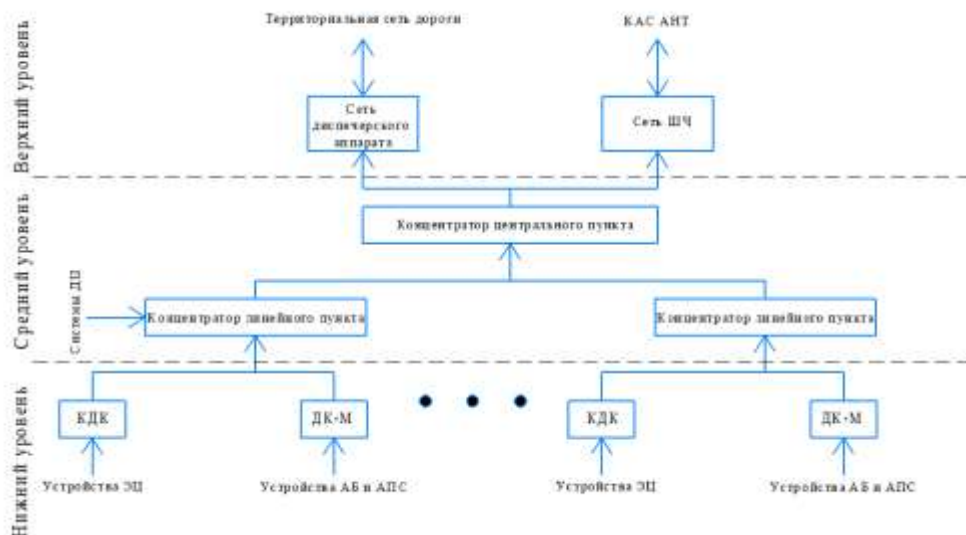 Территориальная сеть дороги
КАС АНТ
Верхний уровень
Сеть
диспечерского
аппарата
Сеть ШЧ
Концентратор центрального пункта
Средний уровень
Системы ДЦ
Концентратор линейного пункта
Концентратор линейного пункта
Нижний уровень
КДК
ДК-М
КДК
ДК-М
Устройства ЭЦ
Устройства АБ и АПС
Устройства ЭЦ
Устройства АБ и АПС